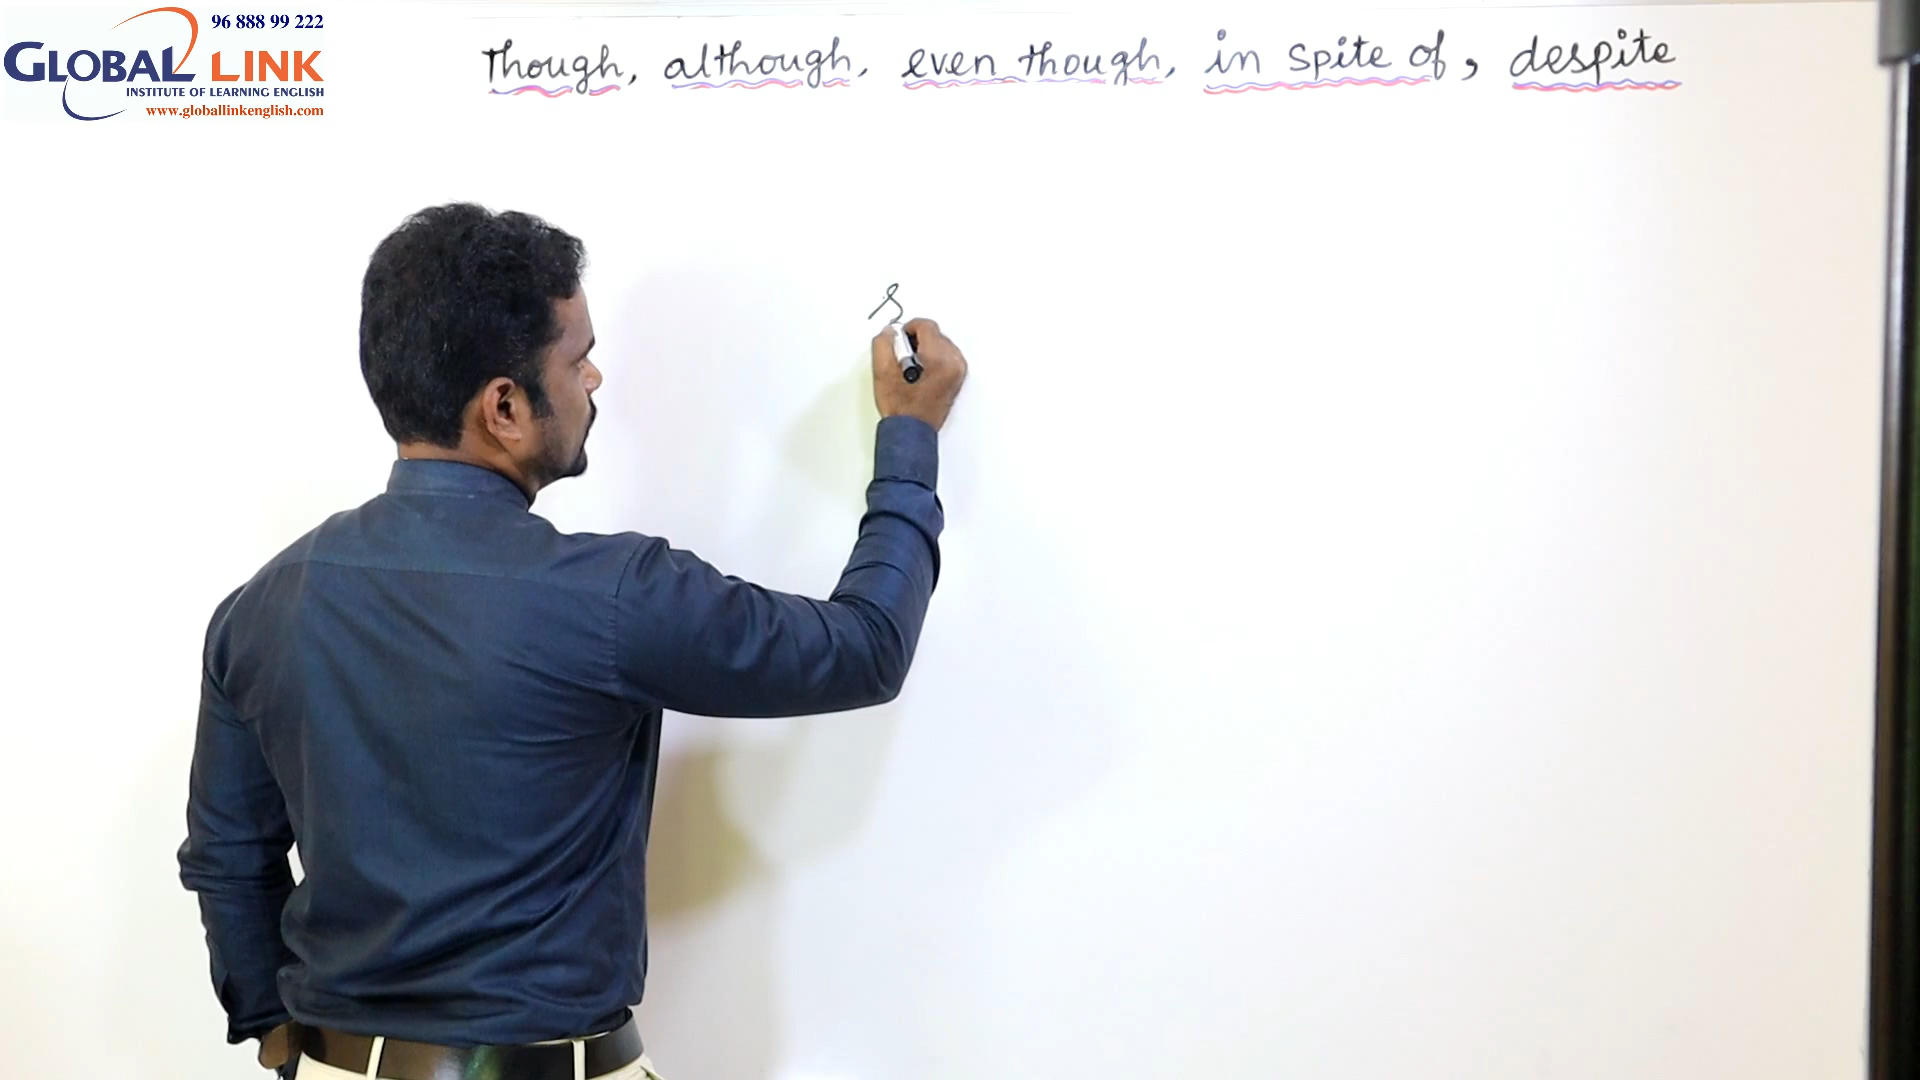 96 888 99 222
GLOBAL LINK
INSTITUTE OF LEARNING ENGLISH
www.globallinkenglish.com
Though, although, even though, in spite of, despite
s